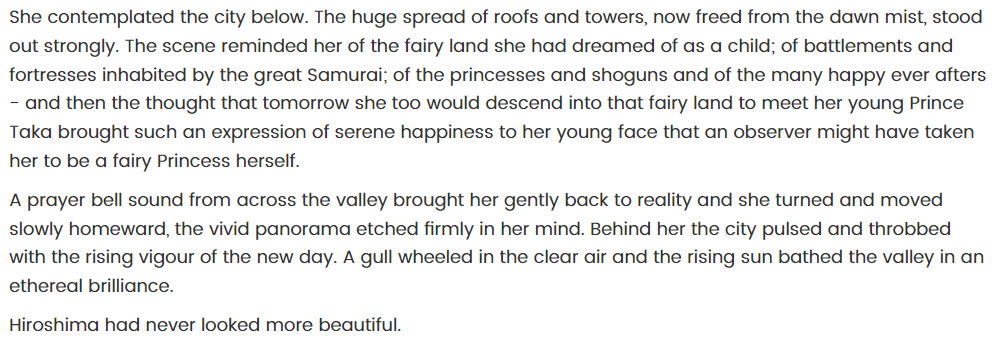 She contemplated the city below. The huge spread of roofs and towers, now freed from the dawn mist, stood
out strongly. The scene reminded her of the fairy land she had dreamed of as a child; of battlements and
fortresses inhabited by the great Samurai; of the princesses and shoguns and of the many happy ever afters
– and then the thought that tomorrow she too would descend into that fairy land to meet her young Prince
Taka brought such an expression of serene happiness to her young face that an observer might have taken
her to be a fairy Princess herself.
A prayer bell sound from across the valley brought her gently back to reality and she turned and moved
slowly homeward, the vivid panorama etched firmly in her mind. Behind her the city pulsed and throbbed
with the rising vigour of the new day. A gull wheeled in the clear air and the rising sun bathed the valley in an
ethereal brilliance.
Hiroshima had never looked more beautiful.